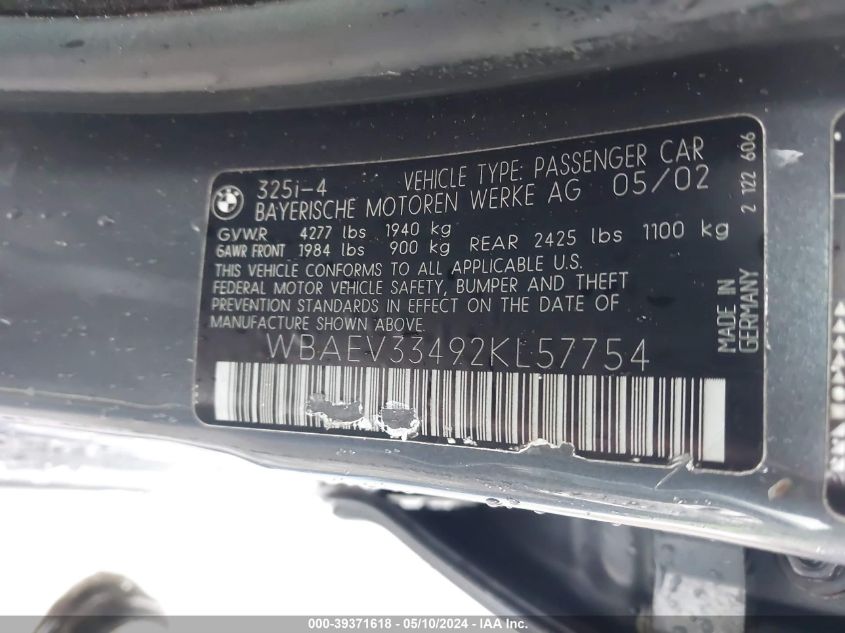 325i-4 VEHICLE TYPE: PASSENGER CAR
BAYERISCHE MOTOREN WERKE AG 05/02
GVWR 4277 lbs 1940 kg
GAWR FRONT 1984 lbs 900 kg REAR 2425 lbs 1100 kg
THIS VEHICLE CONFORMS TO ALL APPLICABLE U.S.
FEDERAL MOTOR VEHICLE SAFETY, BUMPER AND THEFT
PREVENTION STANDARDS IN EFFECT ON THE DATE OF
MANUFACTURE SHOWN ABOVE.
WBAEV33492KL57754
MADE IN
GERMANY
2 122 606
000-39371618 - 05/10/2024 - IAA Inc.